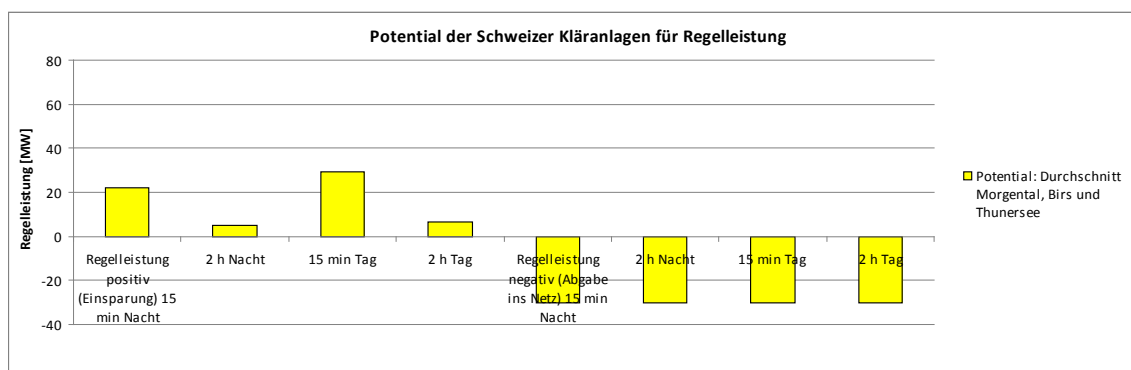 Potential der Schweizer Kläranlagen für Regelleistung
Regelleistung [MW]
80
60
40
20
0
-20
-40
Regelleistung
positiv
(Einsparung) 15
min Nacht
2 h Nacht
15 min Tag
2 h Tag
Regelleistung
negativ (Abgabe
ins Netz) 15 min
Nacht
2 h Nacht
15 min Tag
2 h Tag
Potential: Durchschnitt
Morgental, Birs und
Thunersee